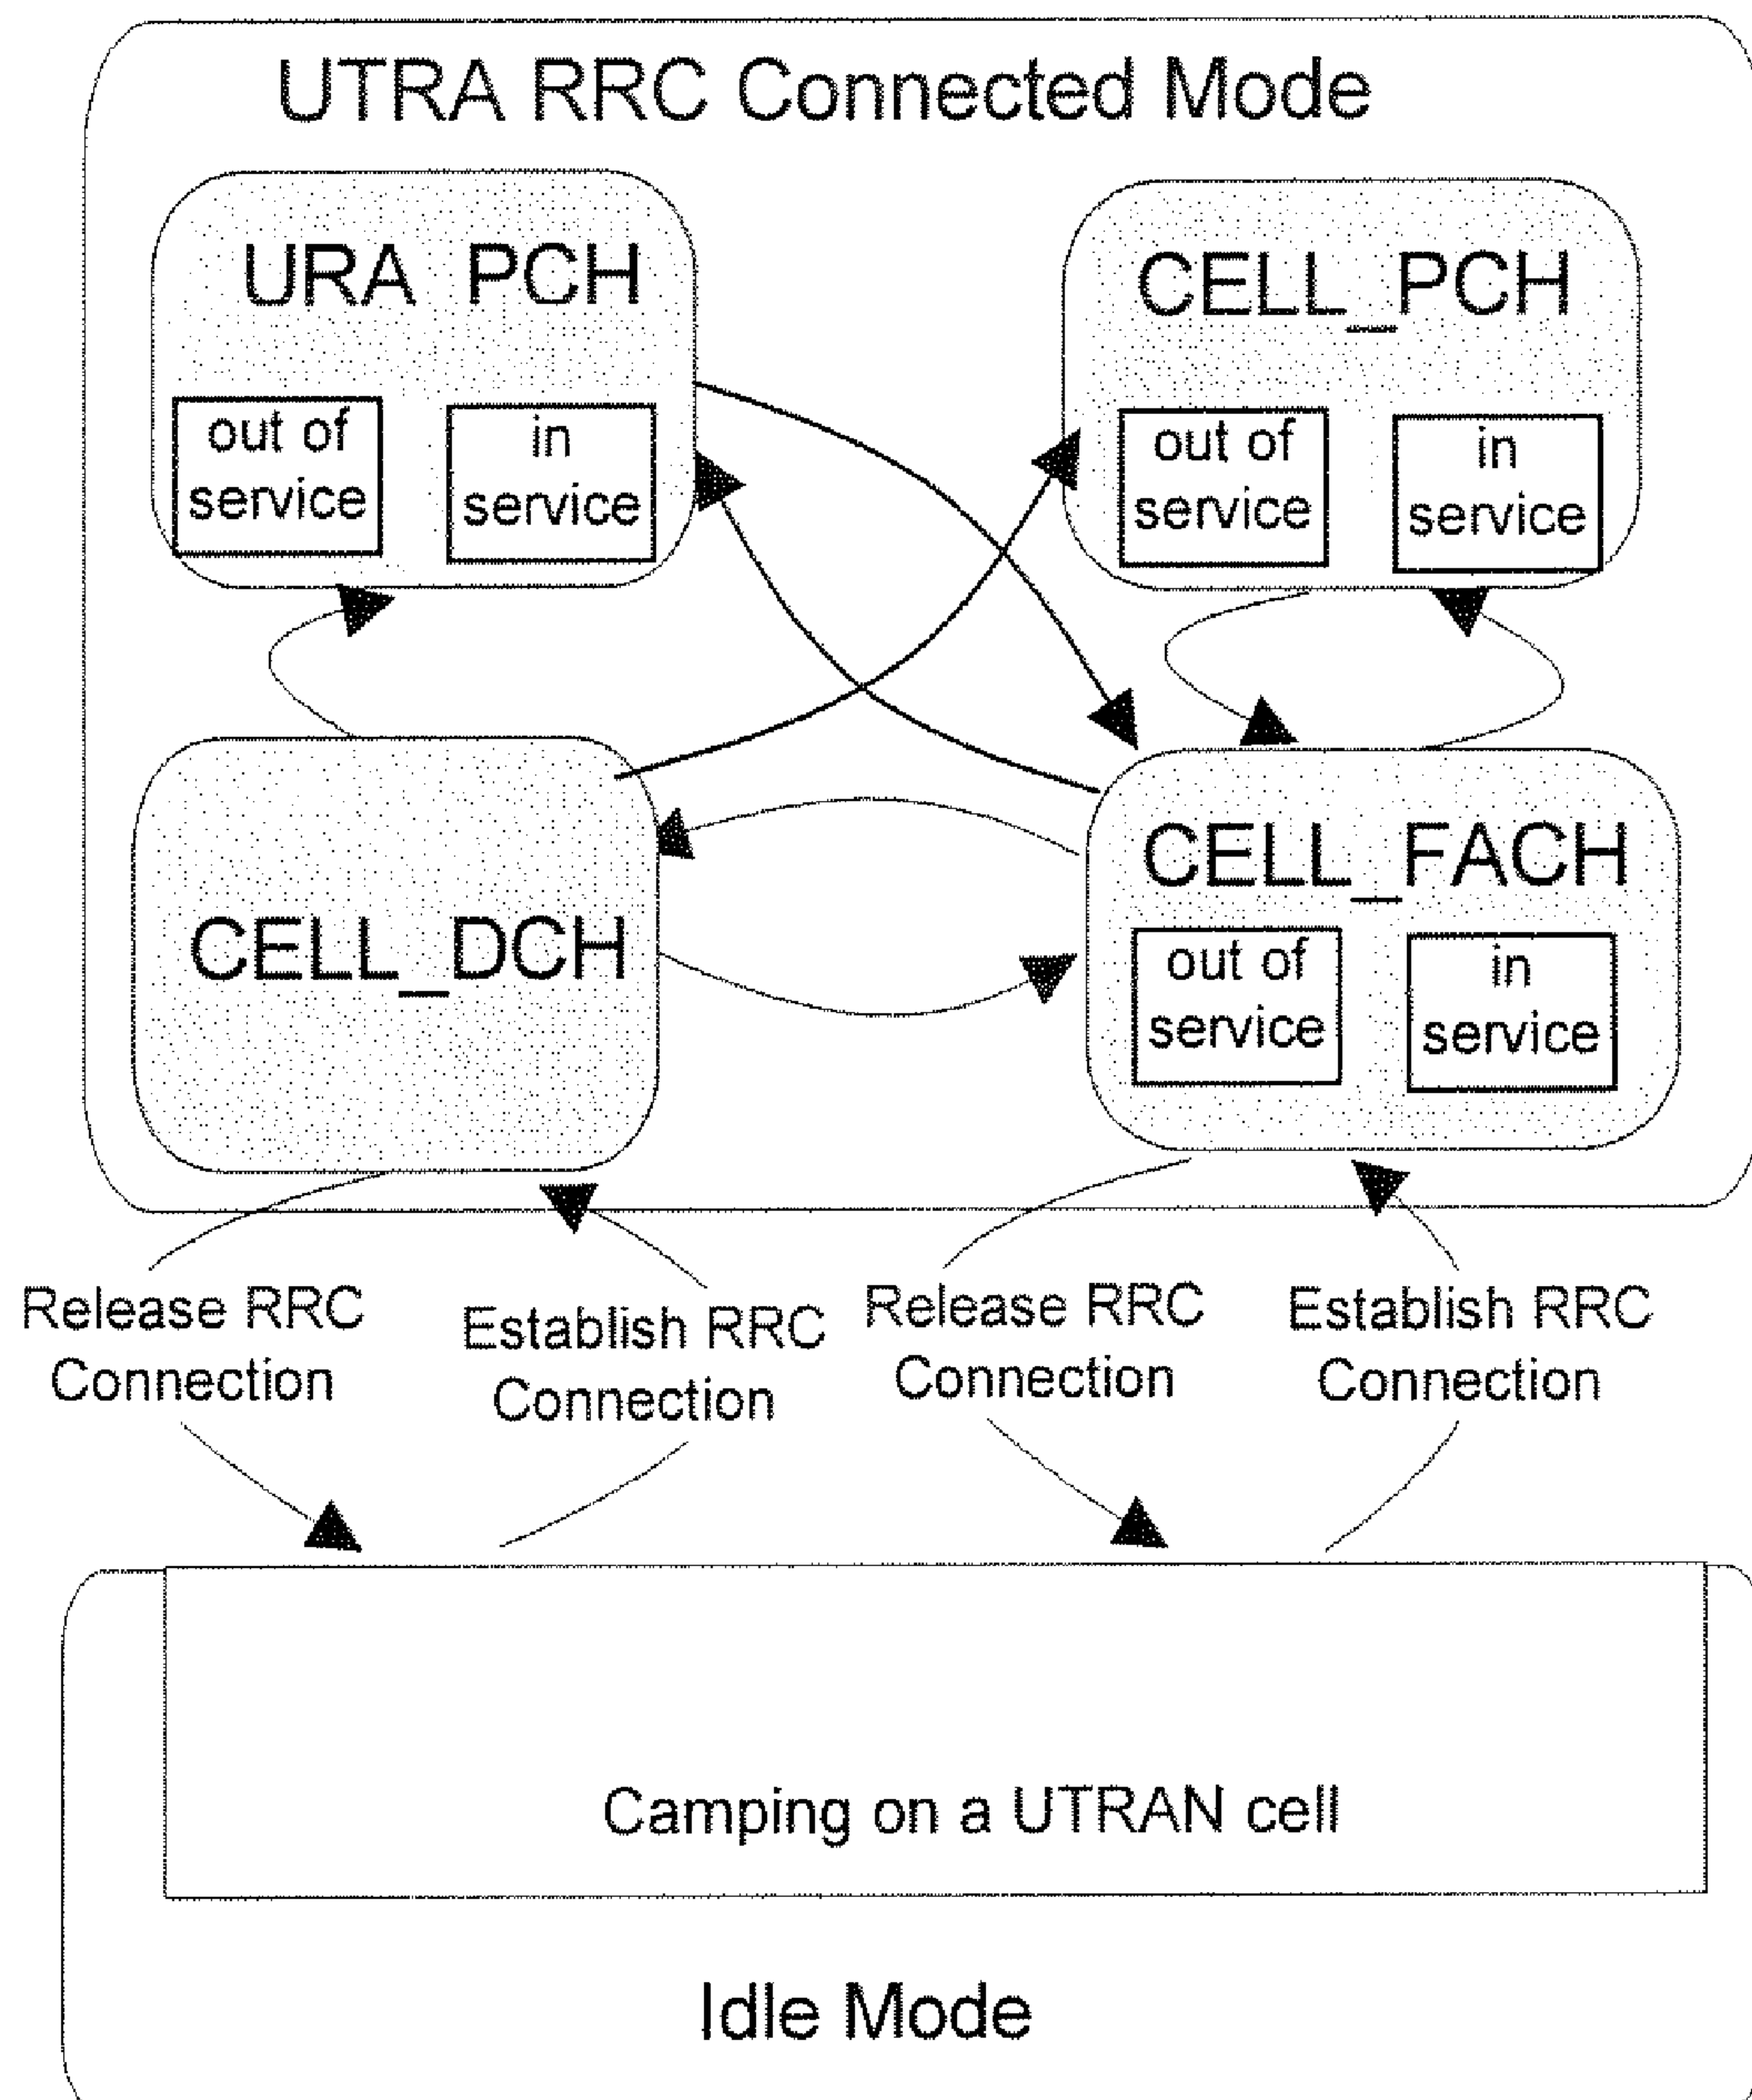 UTRA RRC Connected Mode
URA PCH
out of
service
in
service
CELL_PCH
out of
service
in
service
CELL_DCH
CELL_FACH
out of
service
in
service
Release RRC
Connection
Establish RRC
Connection
Release RRC
Connection
Establish RRC
Connection
Camping on a UTRAN cell
Idle Mode